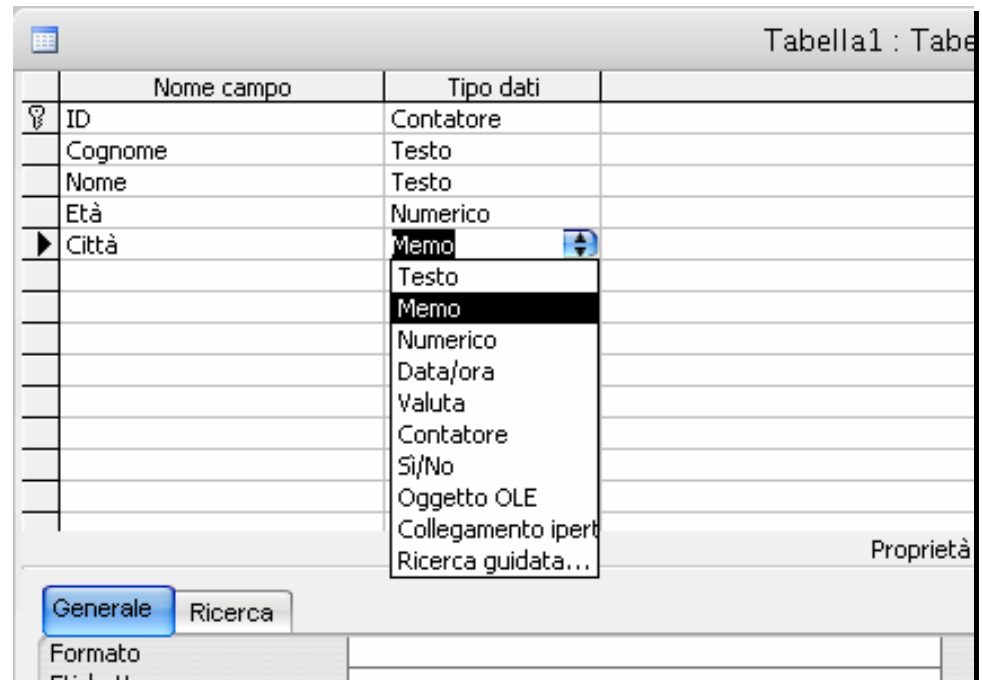 Tabella1 : Tabe
Nome campo Tipo dati
ID Contatore
Cognome Testo
Nome Testo
Età Numerico
Città Memo
Testo
Memo
Numerico
Data/ora
Valuta
Contatore
Sì/No
Oggetto OLE
Collegamento ipert
Ricerca guidata...
Proprietà
Generale Ricerca
Formato